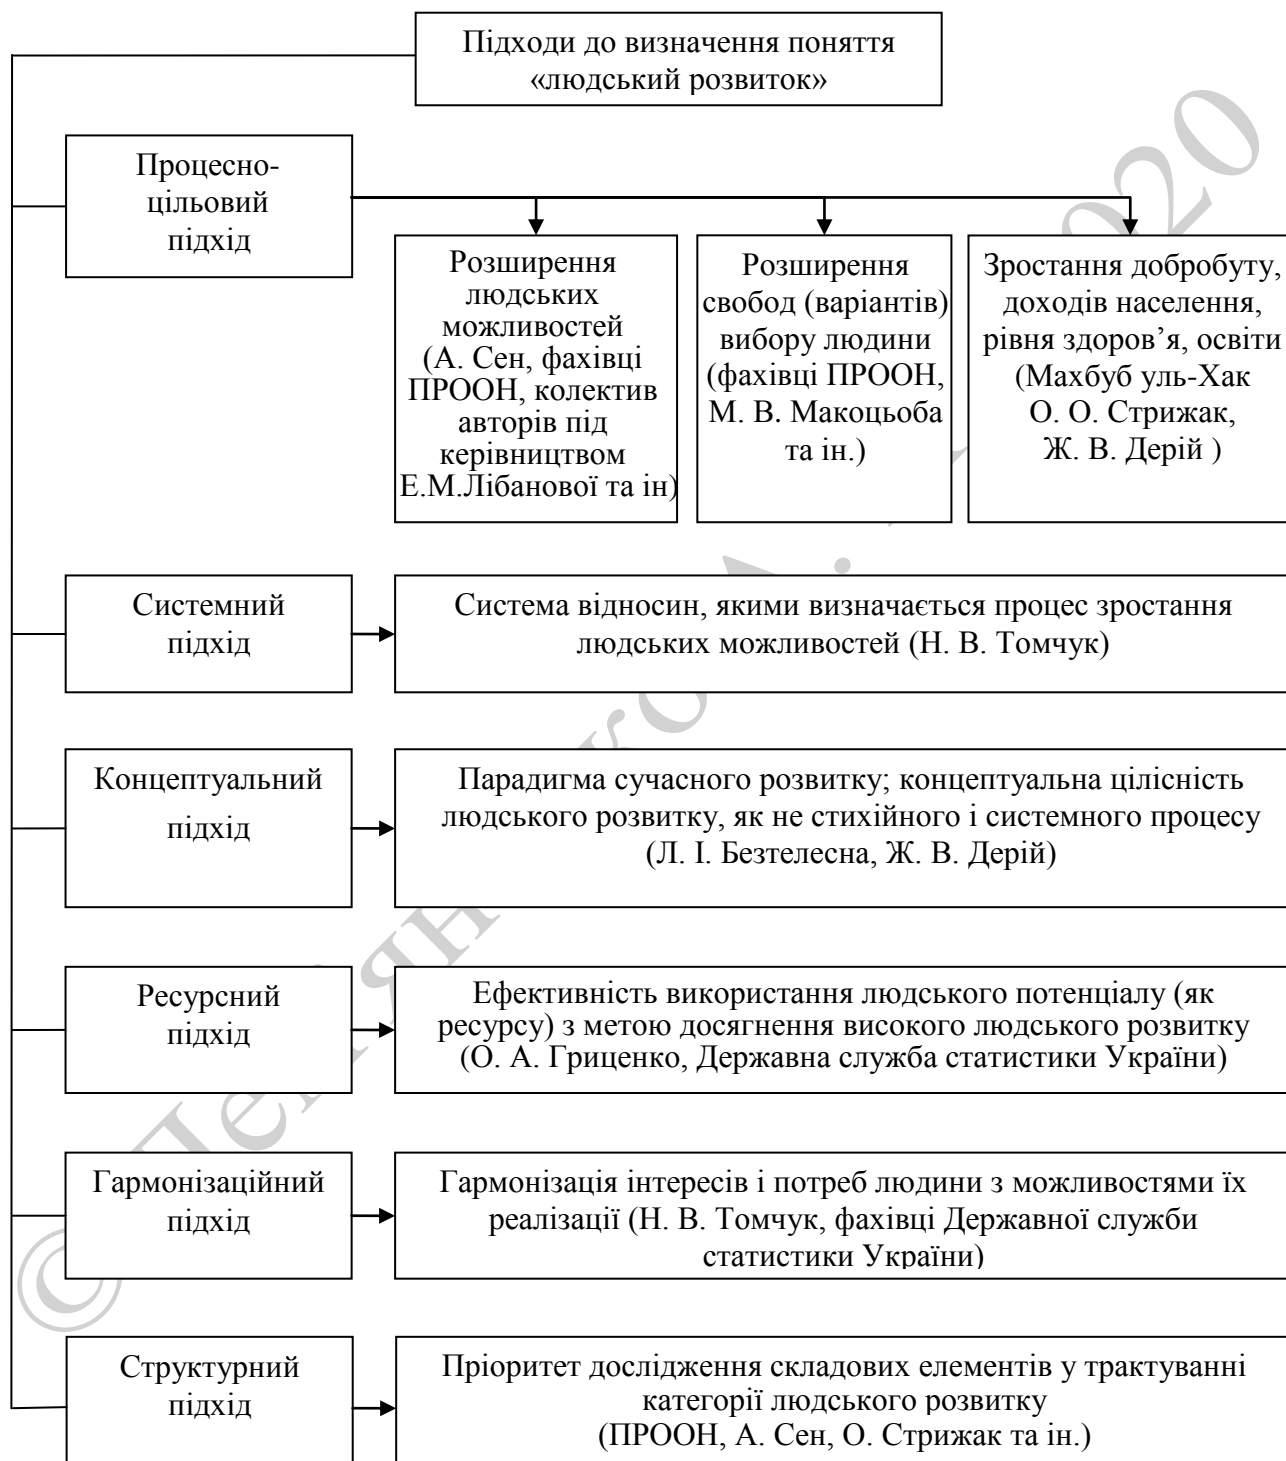 Підходи до визначення поняття
«людський розвиток»
Процесно-
цільовий
підхід
Розширення
людських
можливостей
(А. Сен, фахівці
ПРООН, колектив
авторів під
керівництвом
Е.М.Лібанової та ін)
Розширення
свобод (варіантів)
вибору людини
(фахівці ПРООН,
М. В. Макоцьоба
та ін.)
Зростання добробуту,
доходів населення,
рівня здоров’я, освіти
(Махбуб уль-Хак
О. О. Стрижак,
Ж. В. Дерій )
Системний
підхід
Система відносин, якими визначається процес зростання
людських можливостей (Н. В. Томчук)
Концептуальний
підхід
Парадигма сучасного розвитку; концептуальна цілісність
людського розвитку, як не стихійного і системного процесу
(Л. І. Безтелесна, Ж. В. Дерій)
Ресурсний
підхід
Ефективність використання людського потенціалу (як
ресурсу) з метою досягнення високого людського розвитку
(О. А. Гриценко, Державна служба статистики України)
Гармонізаційний
підхід
Гармонізація інтересів і потреб людини з можливостями їх
реалізації (Н. В. Томчук, фахівці Державної служби
статистики України)
Структурний
підхід
Пріоритет дослідження складових елементів у трактуванні
категорії людського розвитку
(ПРООН, А. Сен, О. Стрижак та ін.)